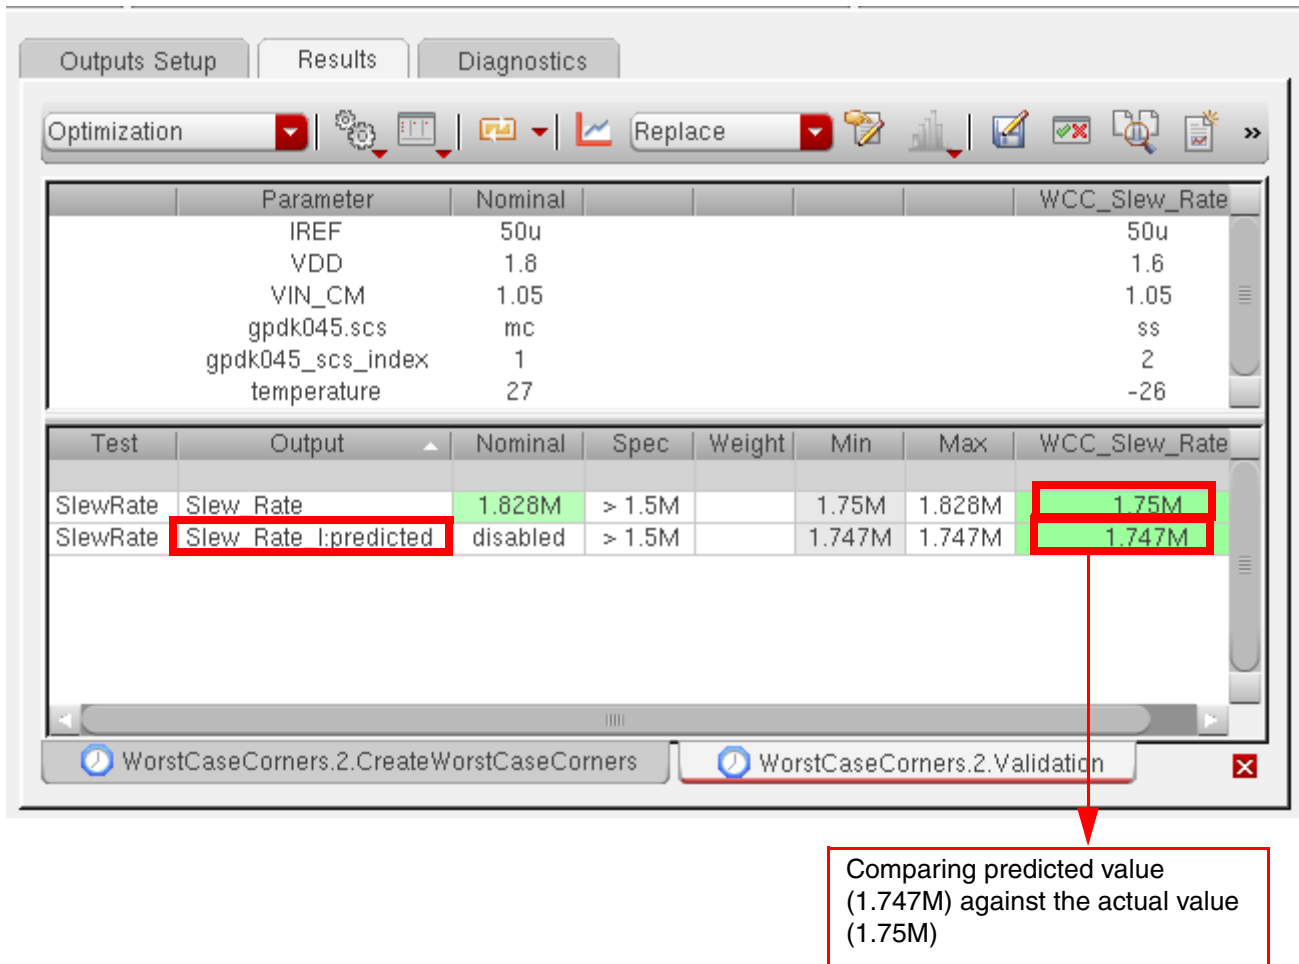 Outputs Setup Results Diagnostics
Optimization Replace »
Parameter Nominal WCC_Slew_Rate
IREF 50u 50u
VDD 1.8 1.6
VIN_CM 1.05 1.05
gpdk045.scs mc ss
gpdk045_scs_index 1 2
temperature 27 -26
Test Output Nominal Spec Weight Min Max WCC_Slew_Rate
SlewRate Slew_Rate 1.828M > 1.5M 1.75M 1.828M 1.75M
SlewRate Slew_Rate_l:predicted disabled > 1.5M 1.747M 1.747M 1.747M
WorstCaseCorners.2.CreateWorstCaseCorners WorstCaseCorners.2.Validation
Comparing predicted value
(1.747M) against the actual value
(1.75M)